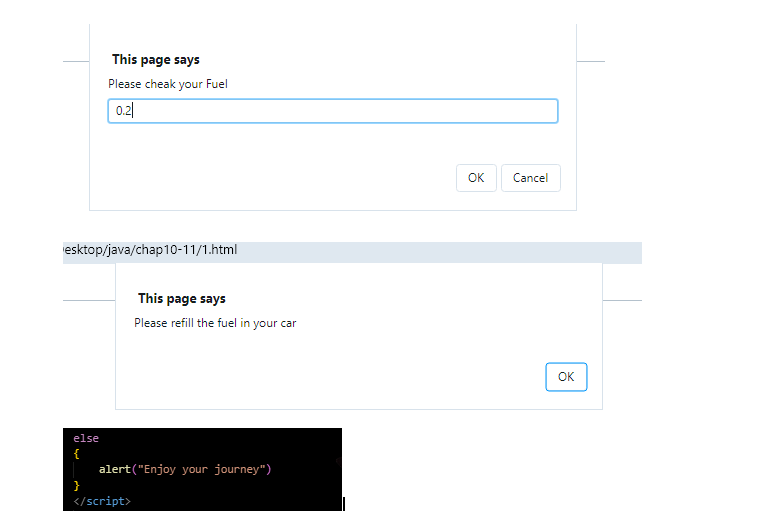 This page says
Please cheak your Fuel
0.2
OK Cancel
esktop/java/chap10-11/1.html
This page says
Please refill the fuel in your car
OK
else
{
alert("Enjoy your journey")
}
</script>